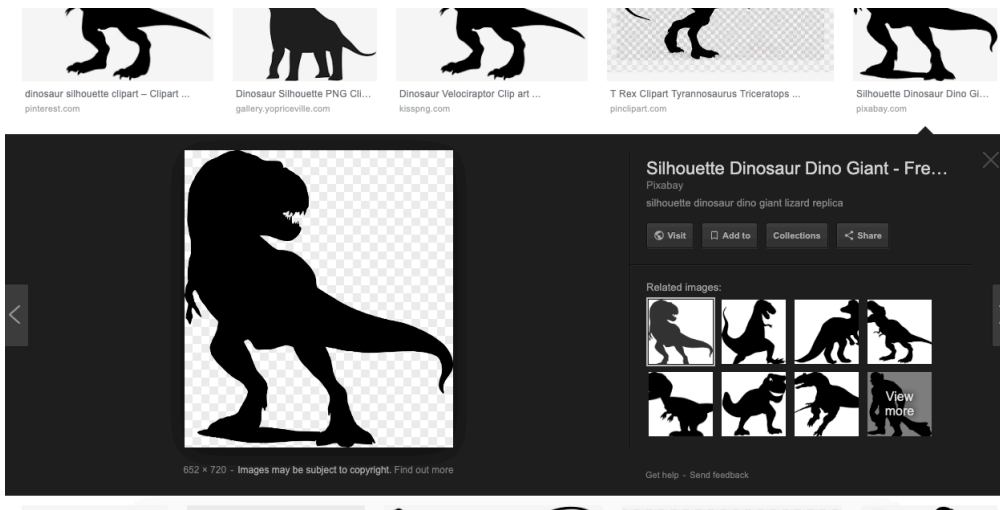 dinosaur silhouette clipart – Clipart ...
pinterest.com
Dinosaur Silhouette PNG Cli...
gallery.yopriceville.com
Dinosaur Velociraptor Clip art ...
kisspng.com
T Rex Clipart Tyrannosaurus Triceratops ...
pinclipart.com
Silhouette Dinosaur Dino Gi...
pixabay.com
Silhouette Dinosaur Dino Giant - Fre...
Pixabay
silhouette dinosaur dino giant lizard replica
Visit
Add to
Collections
Share
Related images:
View
more
652 × 720 - Images may be subject to copyright. Find out more
Get help - Send feedback